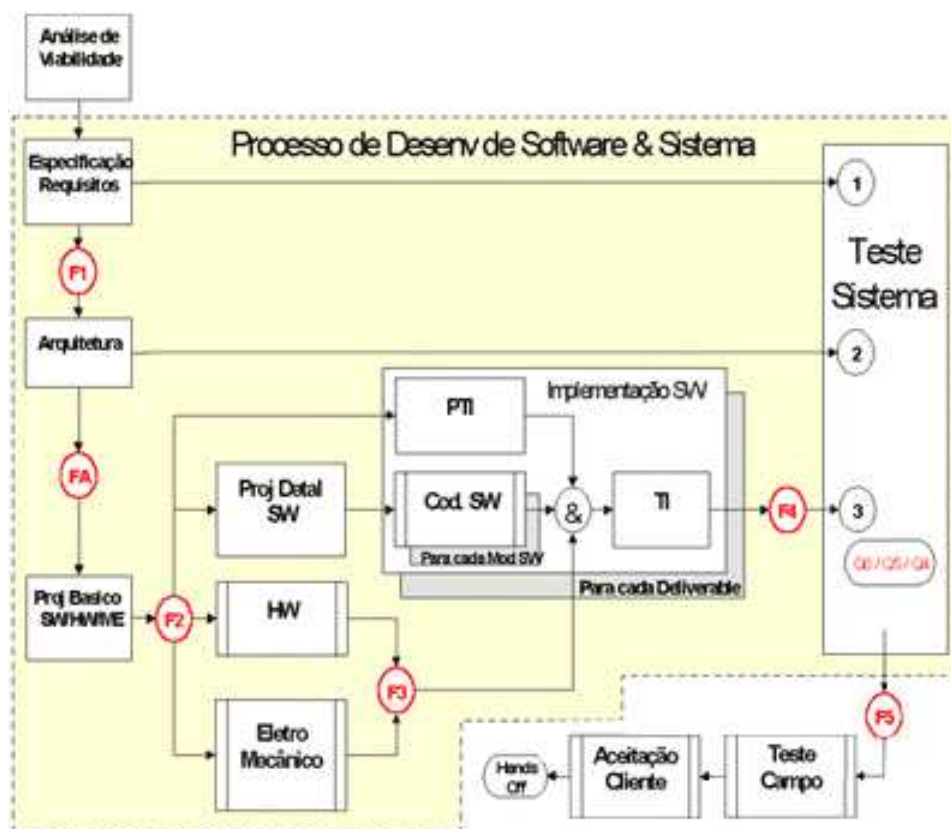 Análise de
Viabilidade
Processo de Desenv de Software & Sistema
Especificação
Requisitos
1
F1
Teste
Sistema
Arquitetura
2
Implementação SW
PTI
FA
Proj Detal
SW
Cod. SW
&
TI
F4
3
Para cada Mod SW
Para cada Deliverable
Proj Basico
SW/HW/ME
F2
HW
F3
Eletro
Mecânico
F5
Hands
Off
Aceitação
Cliente
Teste
Campo